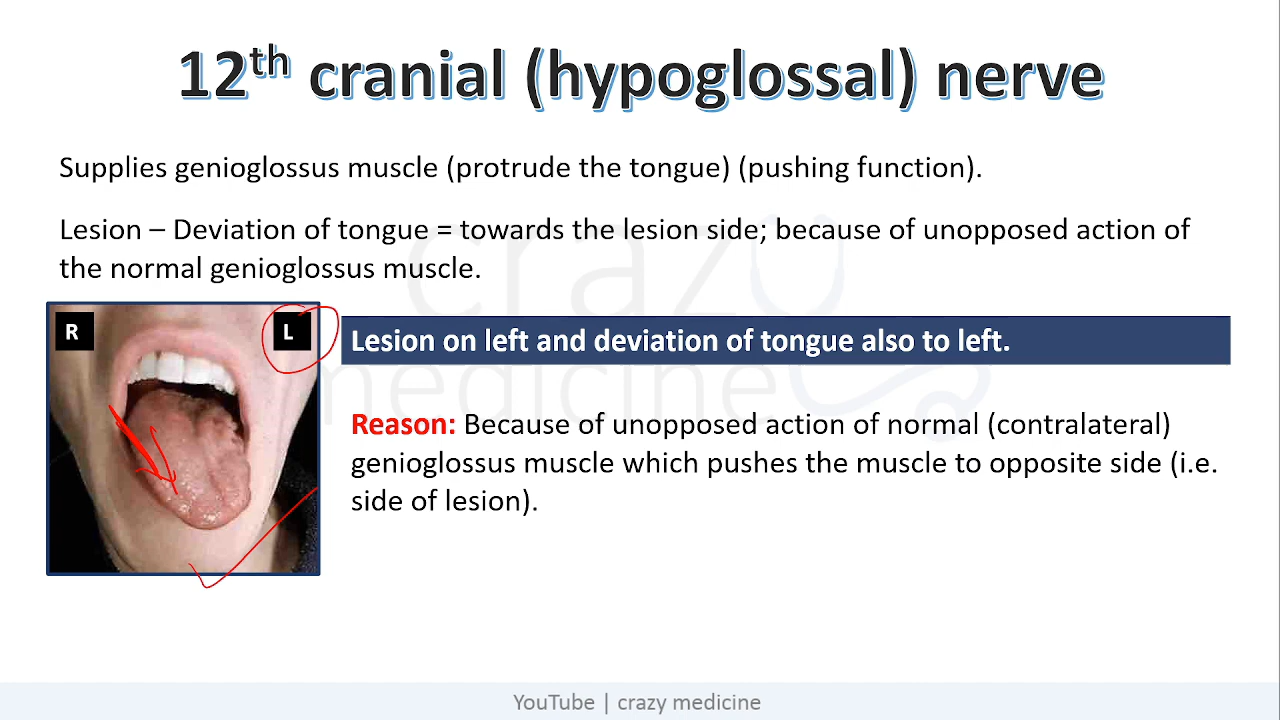 12th cranial (hypoglossal) nerve
Supplies genioglossus muscle (protrude the tongue) (pushing function).
Lesion – Deviation of tongue = towards the lesion side; because of unopposed action of
the normal genioglossus muscle.
R
L
Lesion on left and deviation of tongue also to left.
Reason: Because of unopposed action of normal (contralateral)
genioglossus muscle which pushes the muscle to opposite side (i.e.
side of lesion).
crazy
medicine
YouTube | crazy medicine